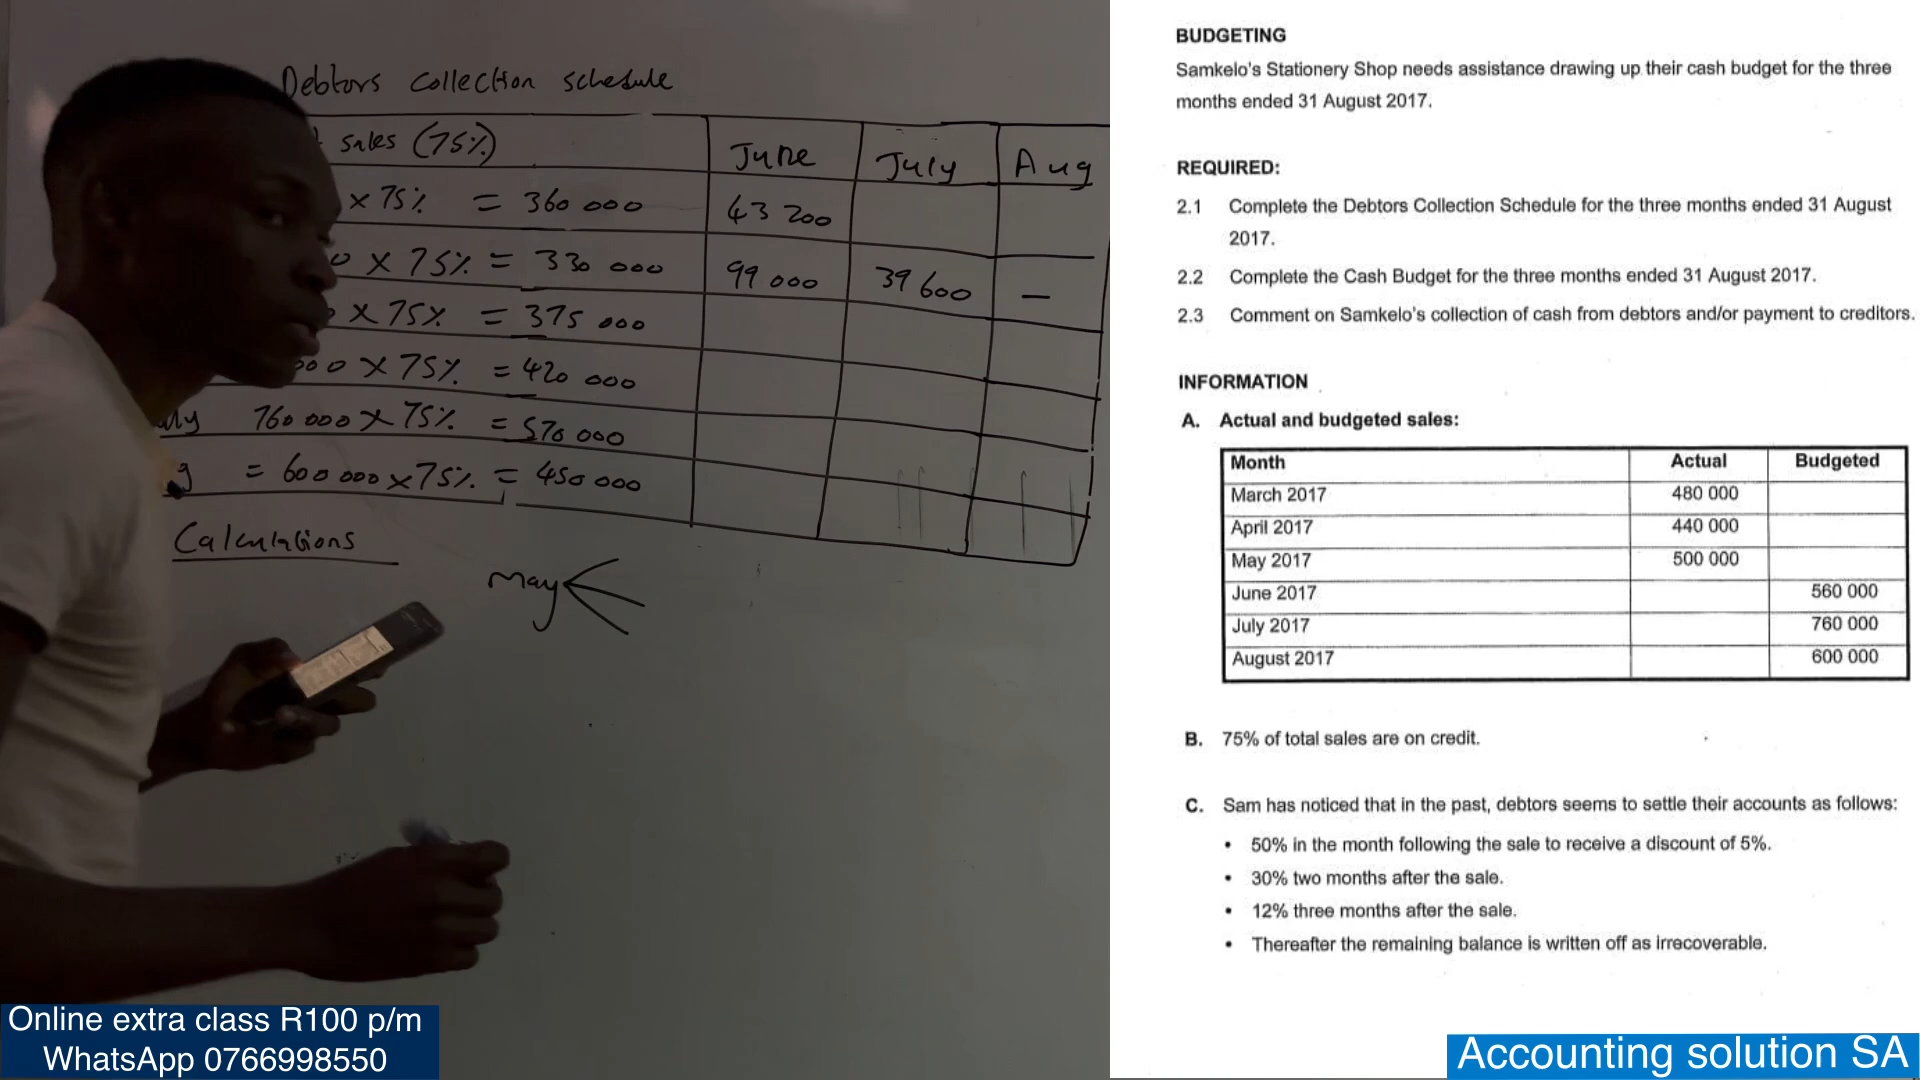 Debtors collection schedule
sales (75%)
June
July
Aug
x 75% = 360 000
43 200
0 x 75% = 330 000
99 000
39 600
—
x 75% = 375 000
000 x 75% = 420 000
760 000 x 75% = 570 000
= 600 000 x 75% = 450 000
Calculations
May
Online extra class R100 p/m
WhatsApp 0766998550
BUDGETING
Samkelo's Stationery Shop needs assistance drawing up their cash budget for the three
months ended 31 August 2017.
REQUIRED:
2.1 Complete the Debtors Collection Schedule for the three months ended 31 August
2017.
2.2 Complete the Cash Budget for the three months ended 31 August 2017.
2.3 Comment on Samkelo's collection of cash from debtors and/or payment to creditors.
INFORMATION
A. Actual and budgeted sales:
Month Actual Budgeted
March 2017 480 000
April 2017 440 000
May 2017 500 000
June 2017 560 000
July 2017 760 000
August 2017 600 000
B. 75% of total sales are on credit.
C. Sam has noticed that in the past, debtors seems to settle their accounts as follows:
• 50% in the month following the sale to receive a discount of 5%.
• 30% two months after the sale.
• 12% three months after the sale.
• Thereafter the remaining balance is written off as irrecoverable.
Accounting solution SA